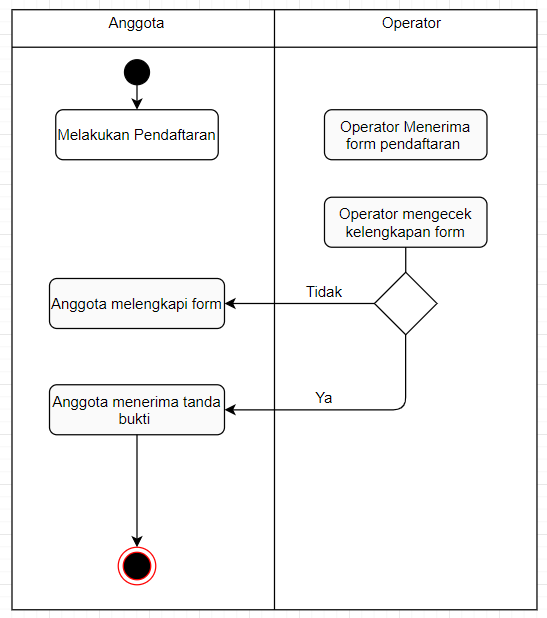 Anggota
Operator
Melakukan Pendaftaran
Operator Menerima
form pendaftaran
Operator mengecek
kelengkapan form
Tidak
Anggota melengkapi form
Ya
Anggota menerima tanda
bukti